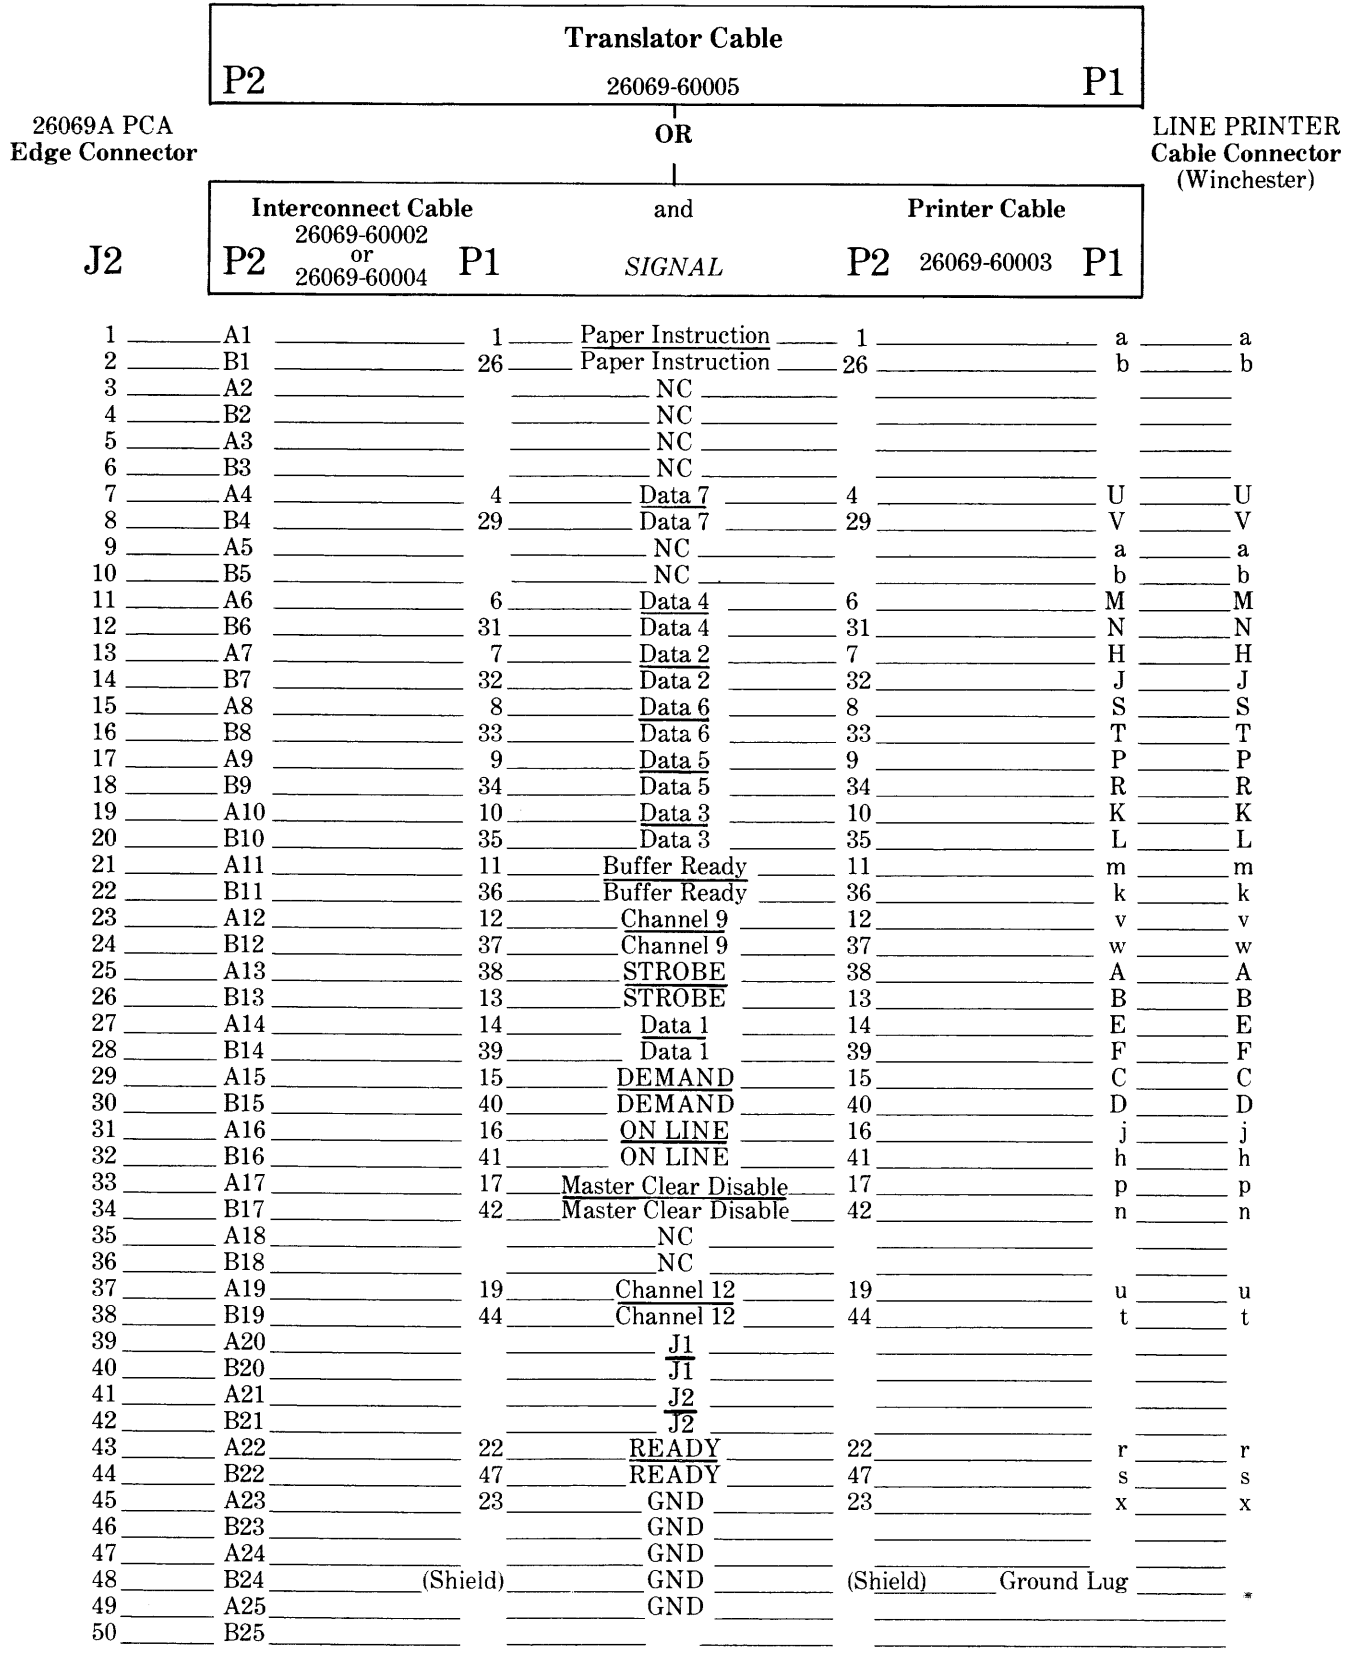 Translator Cable
P2 26069-60005 P1
26069A PCA
Edge Connector
OR
LINE PRINTER
Cable Connector
(Winchester)
Interconnect Cable and Printer Cable
26069-60002
or
26069-60004
J2 P2 P1 SIGNAL P2 26069-60003 P1
1 A1 1 Paper Instruction 1 a a
2 B1 26 Paper Instruction 26 b b
3 A2 NC
4 B2 NC
5 A3 NC
6 B3 NC
7 A4 4 Data 7 4 U U
8 B4 29 Data 7 29 V V
9 A5 NC a a
10 B5 NC b b
11 A6 6 Data 4 6 M M
12 B6 31 Data 4 31 N N
13 A7 7 Data 2 7 H H
14 B7 32 Data 2 32 J J
15 A8 8 Data 6 8 S S
16 B8 33 Data 6 33 T T
17 A9 9 Data 5 9 P P
18 B9 34 Data 5 34 R R
19 A10 10 Data 3 10 K K
20 B10 35 Data 3 35 L L
21 A11 11 Buffer Ready 11 m m
22 B11 36 Buffer Ready 36 k k
23 A12 12 Channel 9 12 v v
24 B12 37 Channel 9 37 w w
25 A13 38 STROBE 38 A A
26 B13 13 STROBE 13 B B
27 A14 14 Data 1 14 E E
28 B14 39 Data 1 39 F F
29 A15 15 DEMAND 15 C C
30 B15 40 DEMAND 40 D D
31 A16 16 ON LINE 16 j j
32 B16 41 ON LINE 41 h h
33 A17 17 Master Clear Disable 17 p p
34 B17 42 Master Clear Disable 42 n n
35 A18 NC
36 B18 NC
37 A19 19 Channel 12 19 u u
38 B19 44 Channel 12 44 t t
39 A20 J1
40 B20 J1
41 A21 J2
42 B21 J2
43 A22 22 READY 22 r r
44 B22 47 READY 47 s s
45 A23 23 GND 23 x x
46 B23 GND
47 A24 GND
48 B24 (Shield) GND (Shield) Ground Lug *
49 A25 GND
50 B25